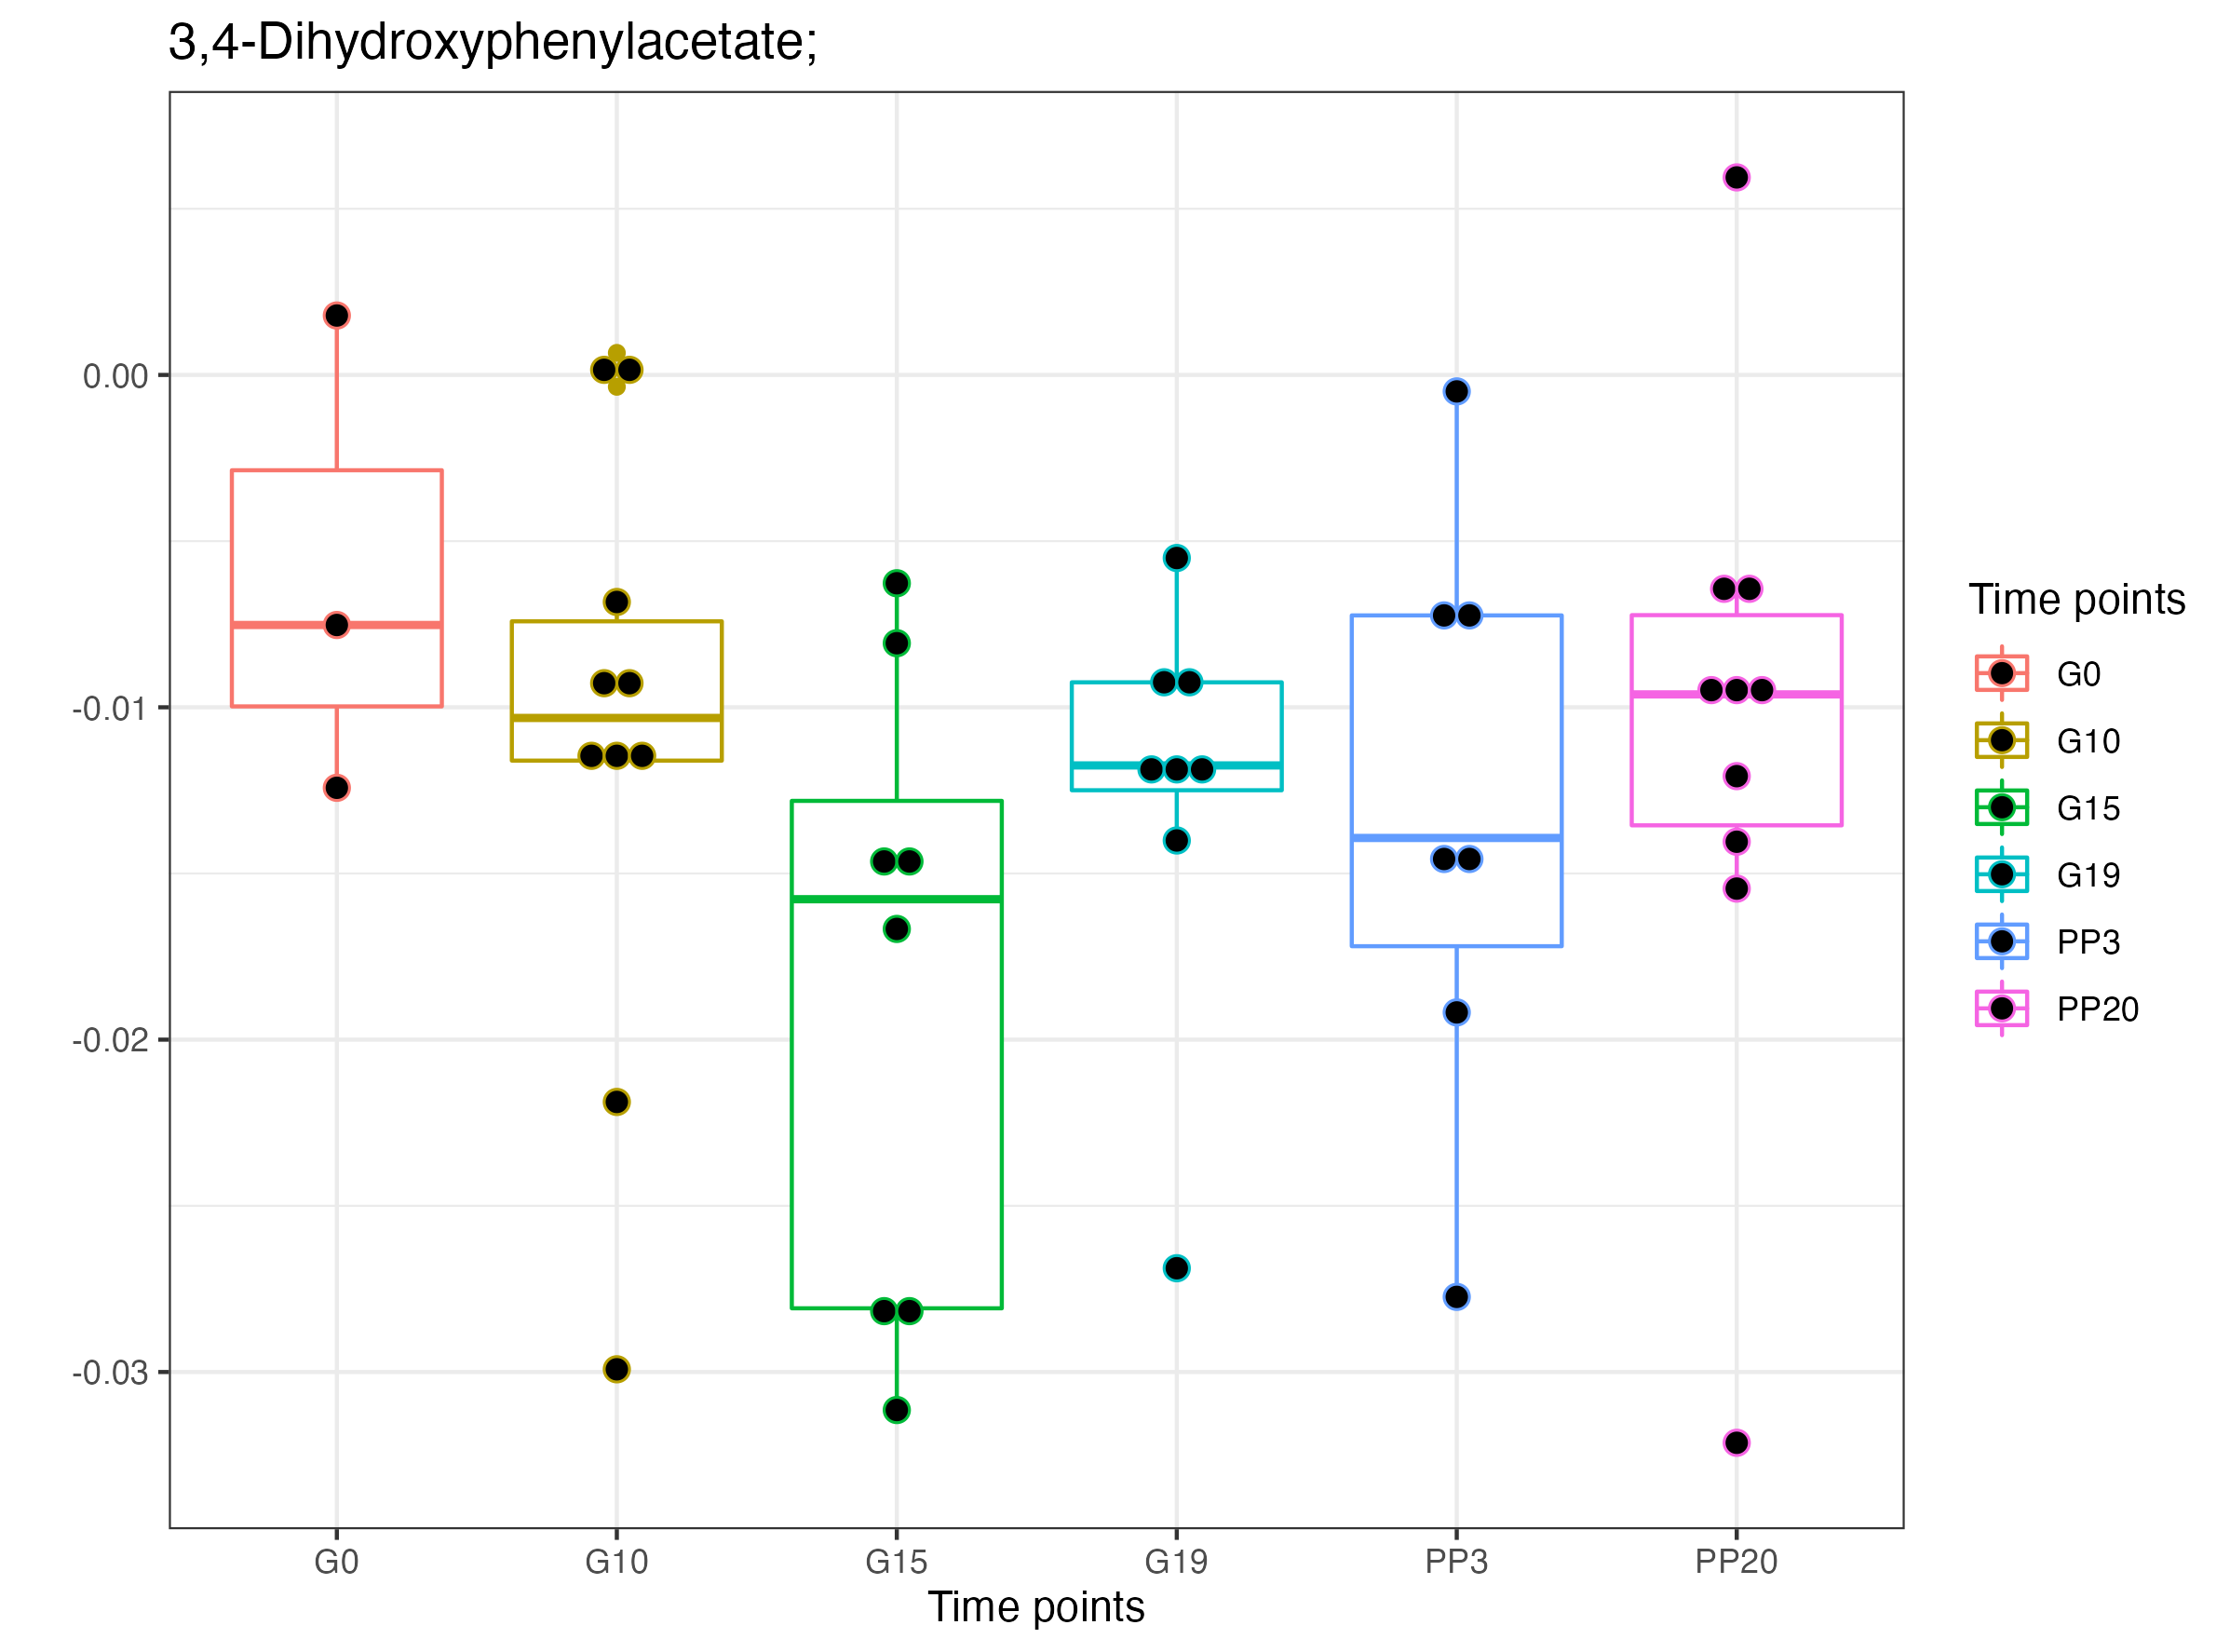 3,4-Dihydroxyphenylacetate;
0.00
-0.01
-0.02
-0.03
G0
G10
G15
G19
PP3
PP20
Time points
Time points
G0
G10
G15
G19
PP3
PP20